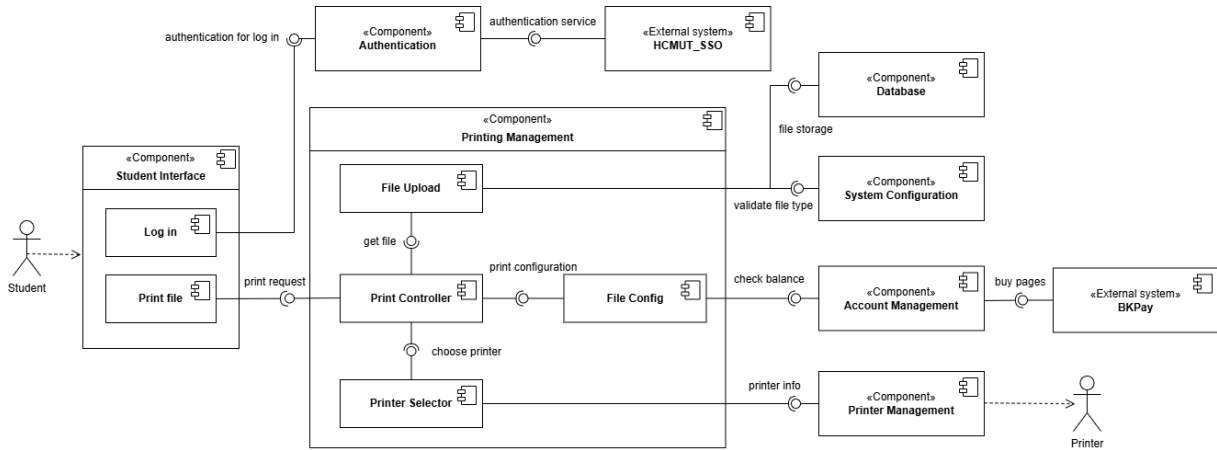 authentication for log in
«Component»
Authentication
authentication service
«External system»
HCMUT_SSO
«Component»
Database
file storage
«Component»
Printing Management
«Component»
Student Interface
File Upload
validate file type
«Component»
System Configuration
Log in
get file
Student
Print file
print request
Print Controller
print configuration
File Config
check balance
«Component»
Account Management
buy pages
«External system»
BKPay
choose printer
Printer Selector
printer info
«Component»
Printer Management
Printer